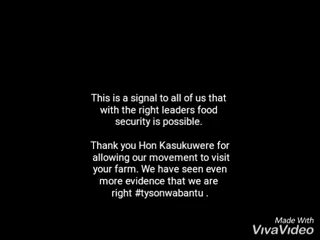 This is a signal to all of us that
with the right leaders food
security is possible.
Thank you Hon Kasukuwere for
allowing our movement to visit
your farm. We have seen even
more evidence that we are
right #tysonwabantu .
Made With
VivaVideo